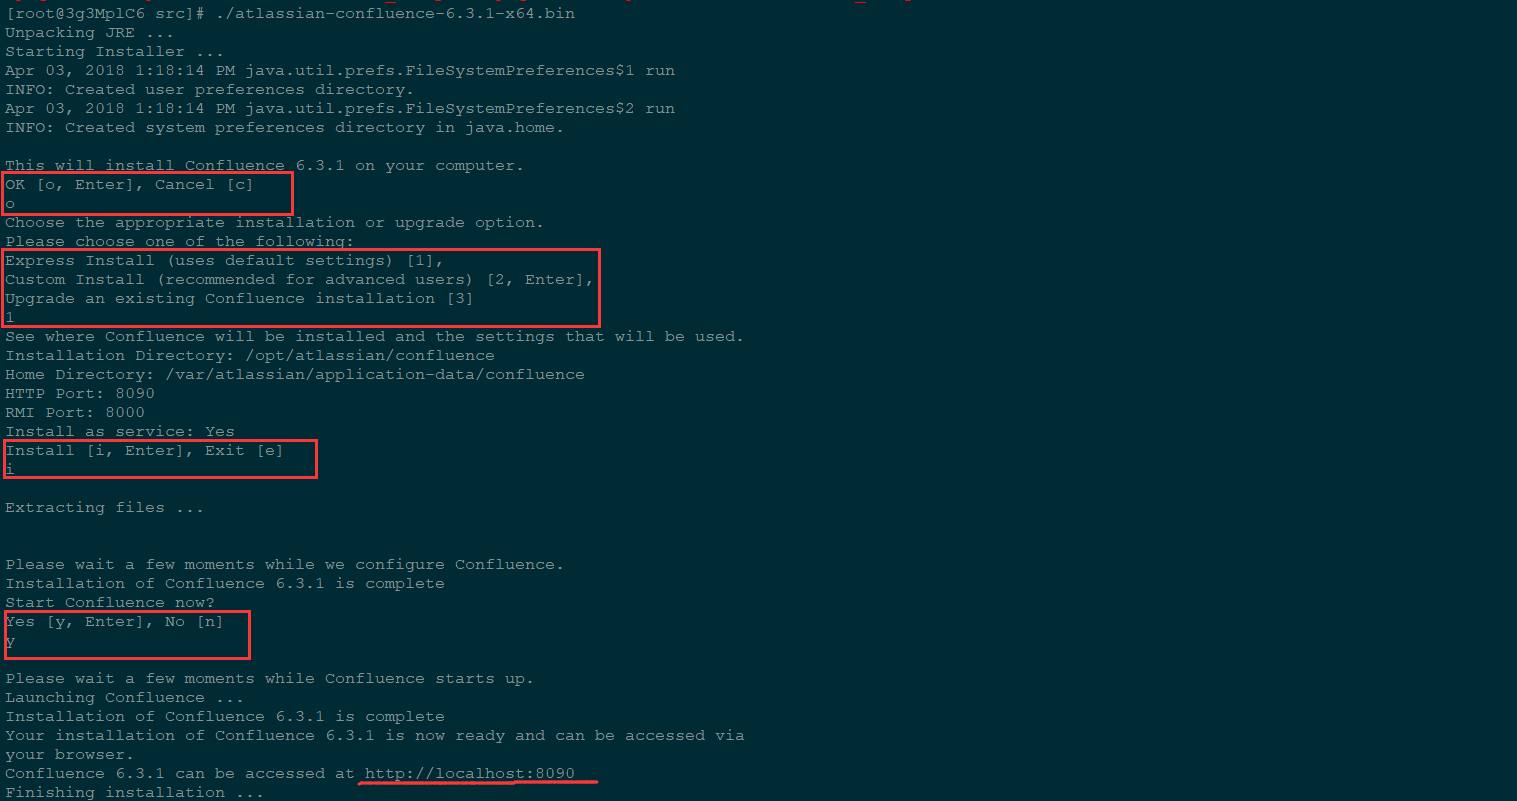 [root@3g3MplC6 src]# ./atlassian-confluence-6.3.1-x64.bin
Unpacking JRE ...
Starting Installer ...
Apr 03, 2018 1:18:14 PM java.util.prefs.FileSystemPreferences$1 run
INFO: Created user preferences directory.
Apr 03, 2018 1:18:14 PM java.util.prefs.FileSystemPreferences$2 run
INFO: Created system preferences directory in java.home.
This will install Confluence 6.3.1 on your computer.
OK [o, Enter], Cancel [c]
o
Choose the appropriate installation or upgrade option.
Please choose one of the following:
Express Install (uses default settings) [1],
Custom Install (recommended for advanced users) [2, Enter],
Upgrade an existing Confluence installation [3]
1
See where Confluence will be installed and the settings that will be used.
Installation Directory: /opt/atlassian/confluence
Home Directory: /var/atlassian/application-data/confluence
HTTP Port: 8090
RMI Port: 8000
Install as service: Yes
Install [i, Enter], Exit [e]
i
Extracting files ...
Please wait a few moments while we configure Confluence.
Installation of Confluence 6.3.1 is complete
Start Confluence now?
Yes [y, Enter], No [n]
y
Please wait a few moments while Confluence starts up.
Launching Confluence ...
Installation of Confluence 6.3.1 is complete
Your installation of Confluence 6.3.1 is now ready and can be accessed via
your browser.
Confluence 6.3.1 can be accessed at http://localhost:8090
Finishing installation ...